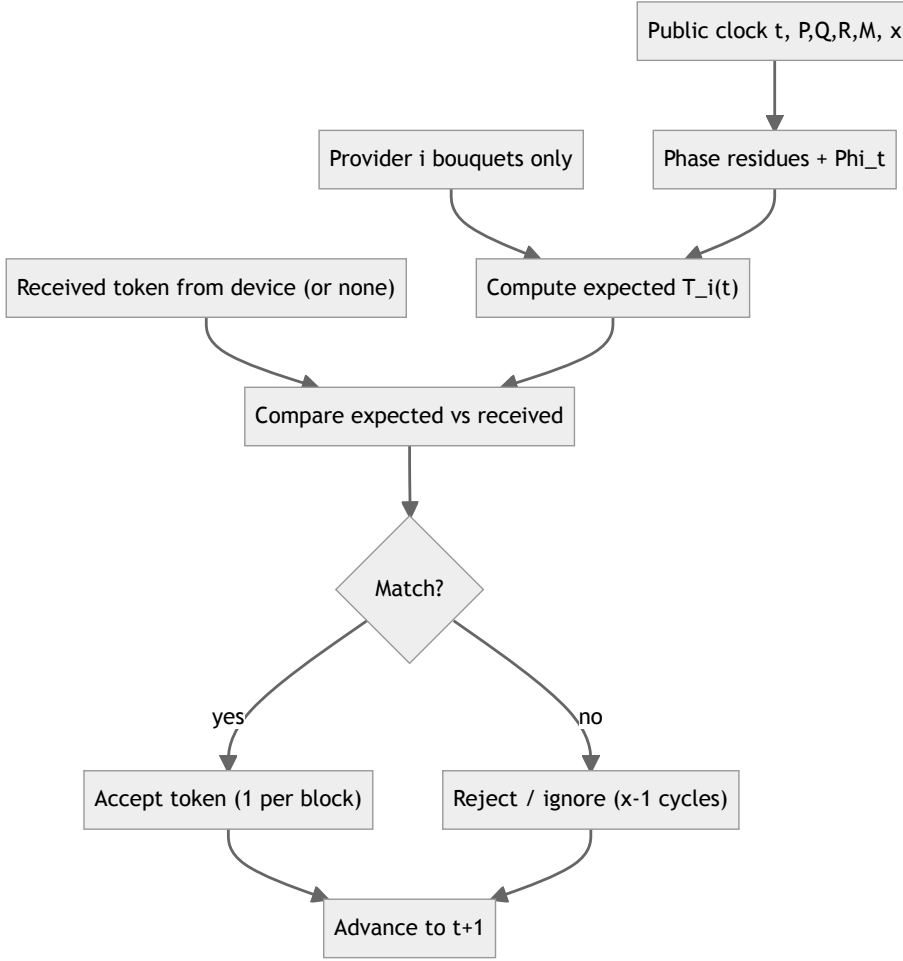 Public clock t, P,Q,R,M, x
Provider i bouquets only
Phase residues + Phi_t
Received token from device (or none)
Compute expected T_i(t)
Compare expected vs received
Match?
yes
no
Accept token (1 per block)
Reject / ignore (x-1 cycles)
Advance to t+1